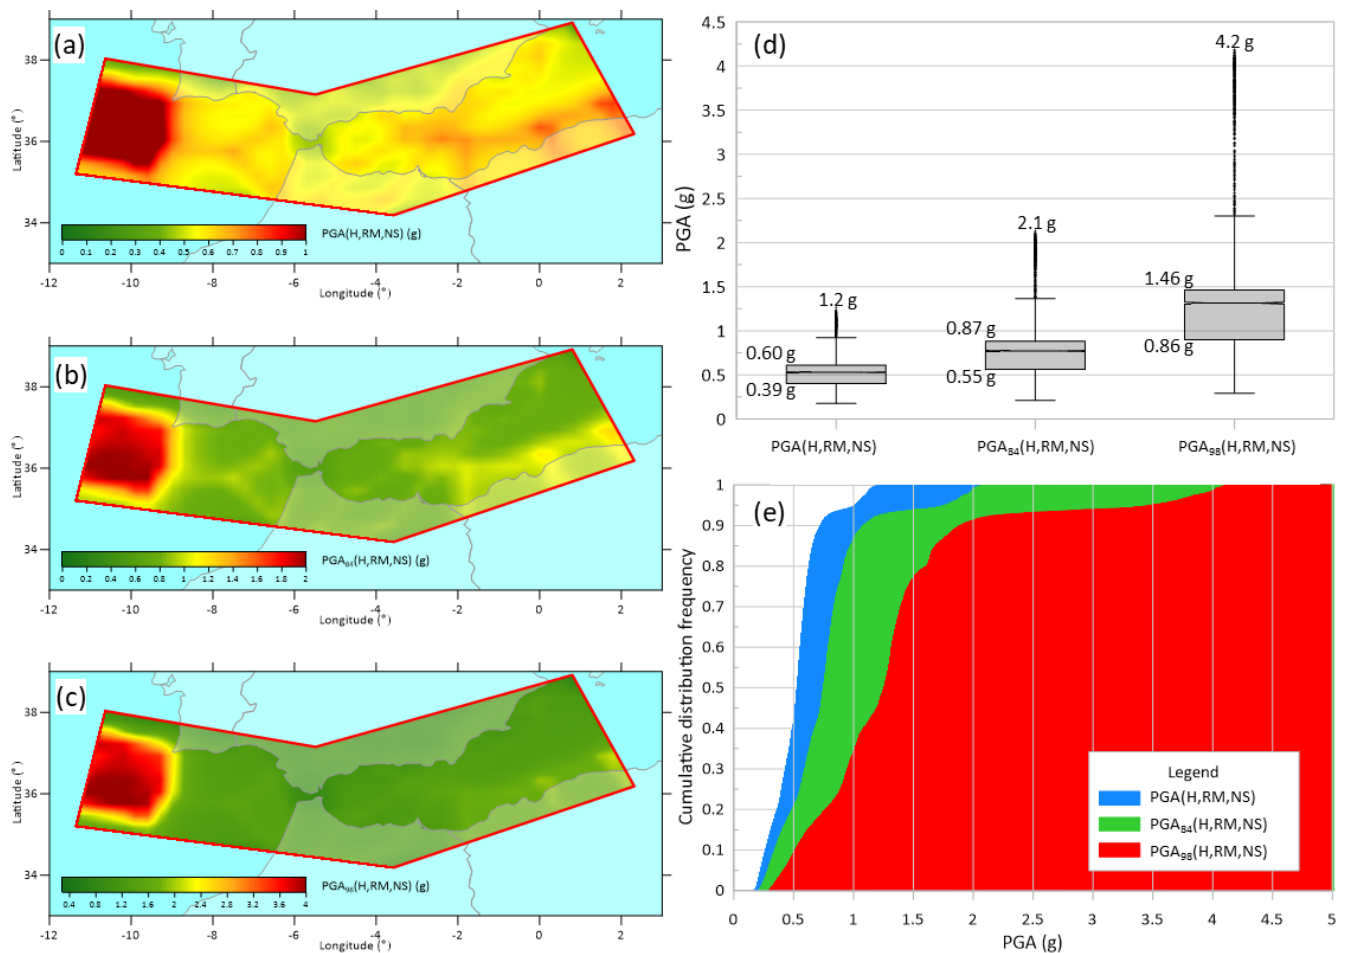 (a)
38
36
34
Latitude (°)
PGA(H,RM,NS) (g)
0 0.1 0.2 0.3 0.4 0.5 0.6 0.7 0.8 0.9 1
-12 -10 -8 -6 -4 -2 0 2
Longitude (°)
(b)
38
36
34
Latitude (°)
PGA84(H,RM,NS) (g)
0 0.2 0.4 0.6 0.8 1 1.2 1.4 1.6 1.8 2
-12 -10 -8 -6 -4 -2 0 2
Longitude (°)
(c)
38
36
34
Latitude (°)
PGA98(H,RM,NS) (g)
0.4 0.8 1.2 1.6 2 2.4 2.8 3.2 3.6 4
-12 -10 -8 -6 -4 -2 0 2
Longitude (°)
(d)
4.5
4
3.5
3
2.5
2
1.5
1
0.5
0
PGA (g)
4.2 g
2.1 g
1.46 g
1.2 g
0.87 g
0.86 g
0.60 g
0.55 g
0.39 g
PGA(H,RM,NS) PGA84(H,RM,NS) PGA98(H,RM,NS)
(e)
1
0.9
0.8
0.7
0.6
0.5
0.4
0.3
0.2
0.1
0
Cumulative distribution frequency
Legend
PGA(H,RM,NS)
PGA84(H,RM,NS)
PGA98(H,RM,NS)
0 0.5 1 1.5 2 2.5 3 3.5 4 4.5 5
PGA (g)